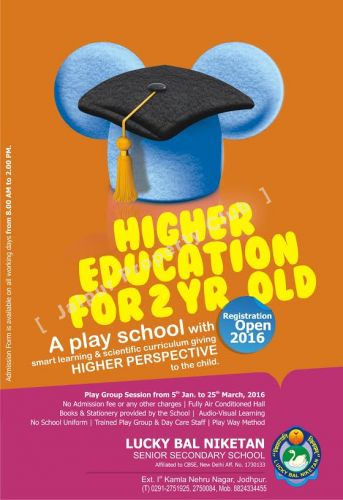 HIGHER
EDUCATION
FOR 2 YR OLD
[ Jaipur Property Club ]
Registration
Open
2016
A play school with
smart learning & scientific curriculum giving
HIGHER PERSPECTIVE
to the child.
Admission Form is available on all working days from 8.00 AM to 2.00 PM.
Play Group Session from 5th Jan. to 25th March, 2016
No Admission fee or any other charges | Fully Air Conditioned Hall
Books & Stationery provided by the School | Audio-Visual Learning
No School Uniform | Trained Play Group & Day Care Staff | Play Way Method
LUCKY BAL NIKETAN
SENIOR SECONDARY SCHOOL
Affiliated to CBSE, New Delhi Aff. No. 1730133
LUCKY BAL NIKETAN
Ext. 1st Kamla Nehru Nagar, Jodhpur.
(T) 0291-2751925, 2750084, Mob. 8824343455